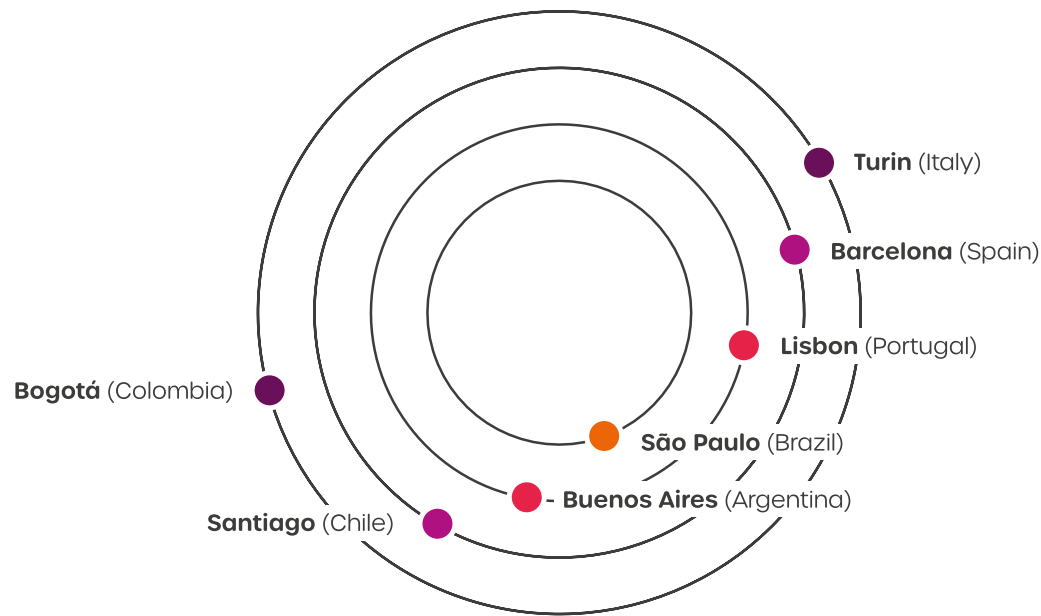 Turin (Italy)
Barcelona (Spain)
Lisbon (Portugal)
Bogotá (Colombia)
São Paulo (Brazil)
Buenos Aires (Argentina)
Santiago (Chile)